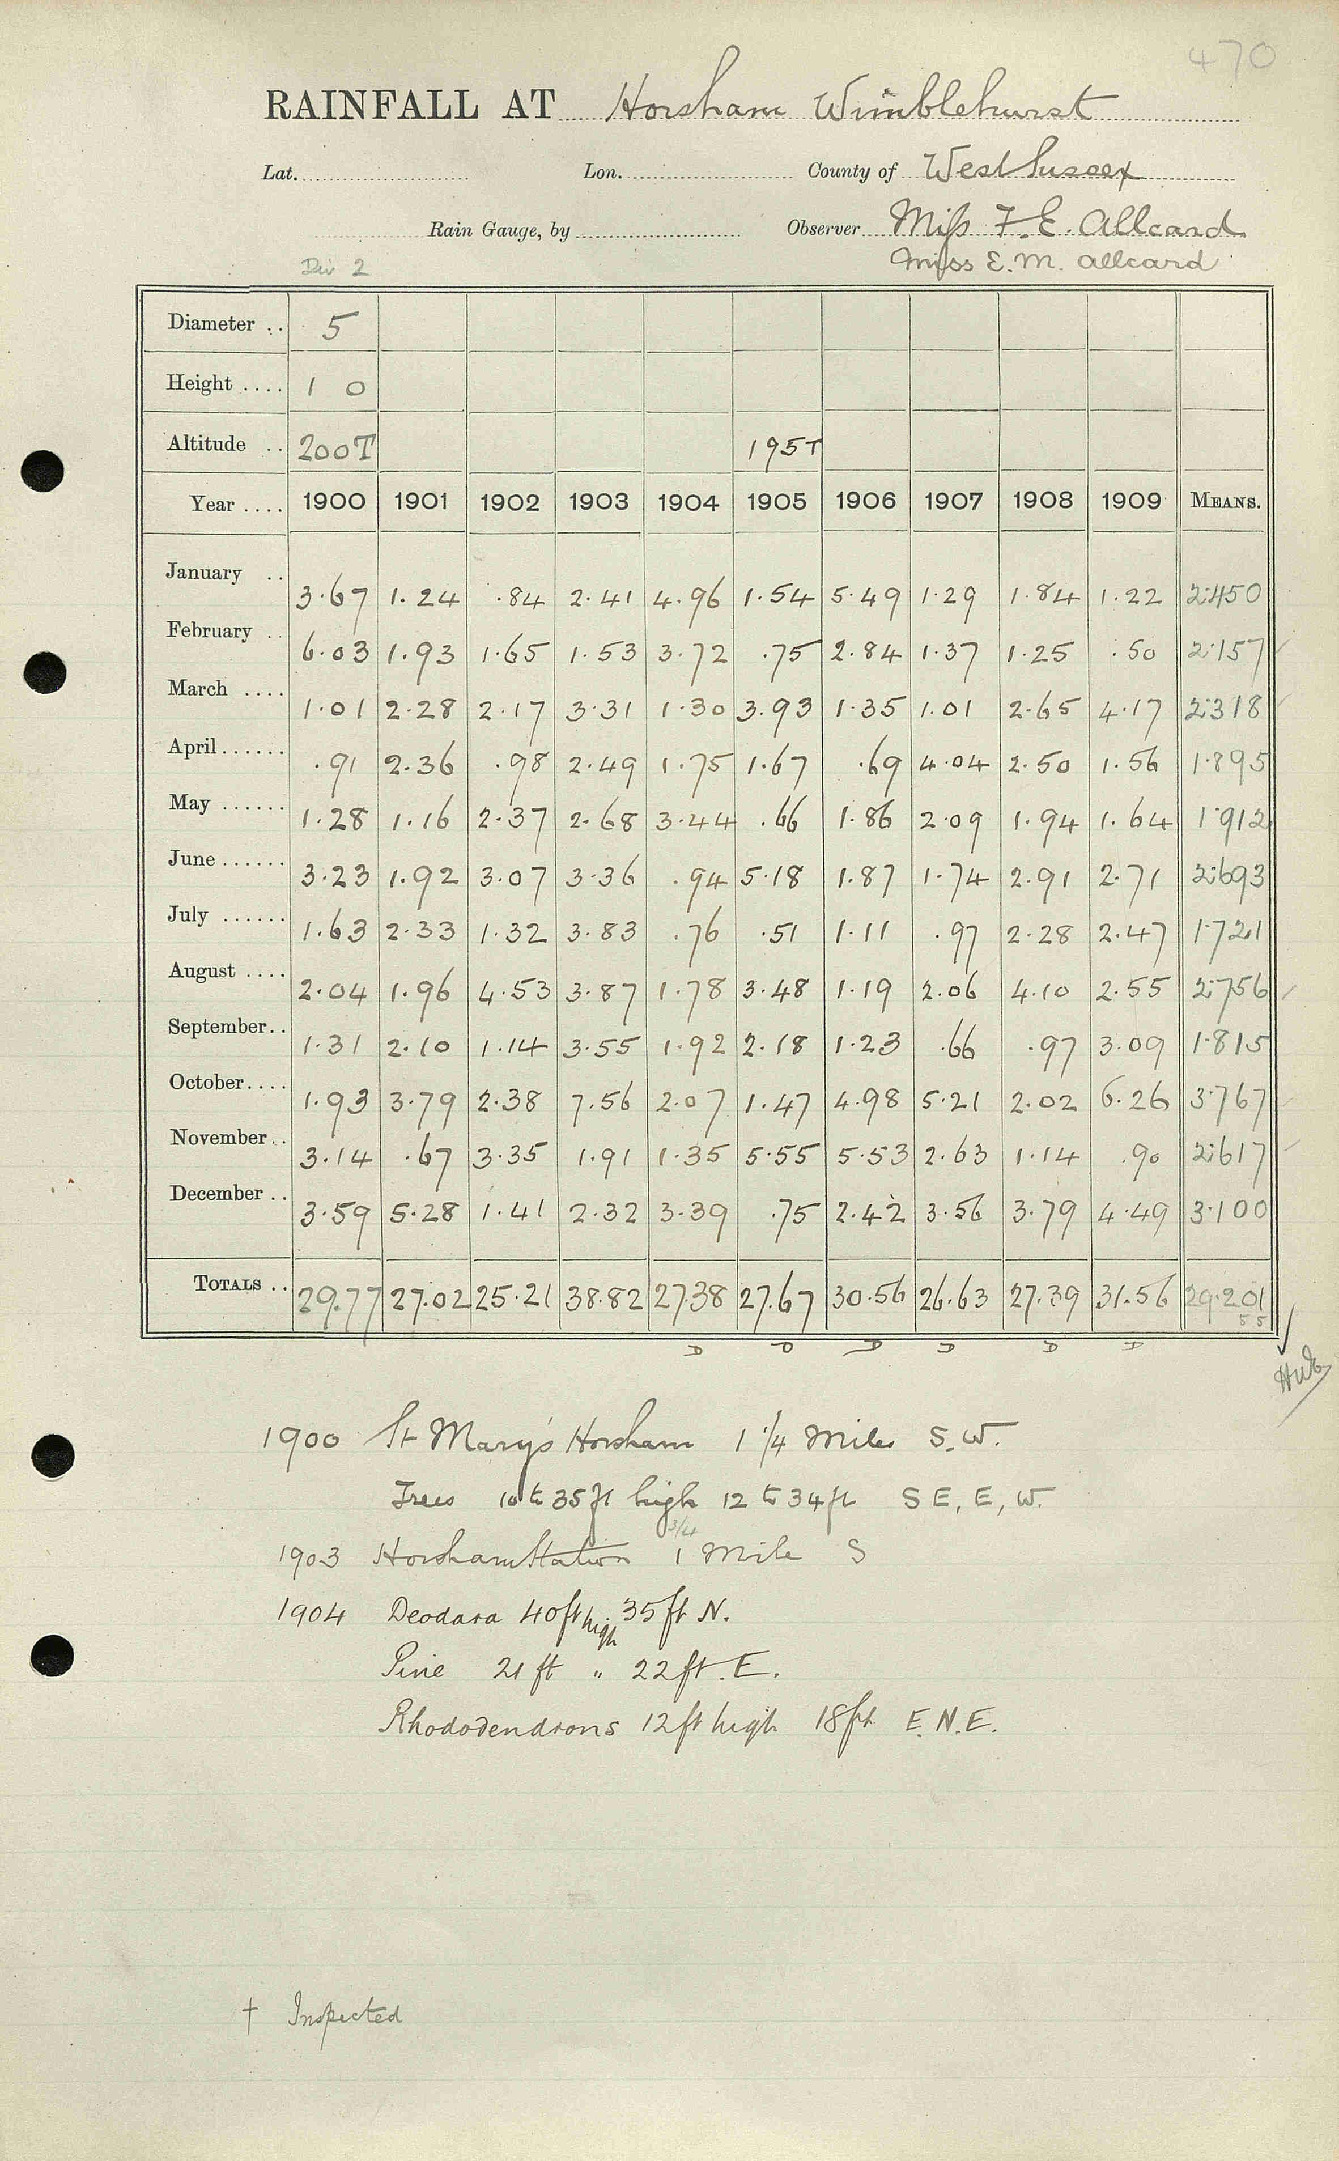 470
RAINFALL AT Horsham Wimblehurst
Lat. Lon. County of West Sussex
Rain Gauge, by Observer Miss F. E. Allcard
Div 2 Miss E. M. Allcard
Diameter .. 5
Height .... 1 0
Altitude .. 200T 195T
Year .... 1900 1901 1902 1903 1904 1905 1906 1907 1908 1909 MEANS.
January .. 3.67 1.24 .84 2.41 4.96 1.54 5.49 1.29 1.84 1.22 2.450
February .. 6.03 1.93 1.65 1.53 3.72 .75 2.84 1.37 1.25 .50 2.157
March .... 1.01 2.28 2.17 3.31 1.30 3.93 1.35 1.01 2.65 4.17 2.318
April ...... .91 2.36 .98 2.49 1.75 1.67 .69 4.04 2.50 1.56 1.895
May ...... 1.28 1.16 2.37 2.68 3.44 .66 1.86 2.09 1.94 1.64 1.912
June ...... 3.23 1.92 3.07 3.36 .94 5.18 1.87 1.74 2.91 2.71 2.693
July ...... 1.63 2.33 1.32 3.83 .76 .51 1.11 .97 2.28 2.47 1.721
August .... 2.04 1.96 4.53 3.87 1.78 3.48 1.19 2.06 4.10 2.55 2.756
September.. 1.31 2.10 1.14 3.55 1.92 2.18 1.23 .66 .97 3.09 1.815
October.... 1.93 3.79 2.38 7.56 2.07 1.47 4.98 5.21 2.02 6.26 3.767
November.. 3.14 .67 3.35 1.91 1.35 5.55 5.53 2.63 1.14 .90 2.617
December .. 3.59 5.28 1.41 2.32 3.39 .75 2.42 3.56 3.79 4.49 3.100
TOTALS .. 29.77 27.02 25.21 38.82 27.38 27.67 30.56 26.63 27.39 31.56 29.201
55
D D D D D D
1900 St Mary's Horsham 1 1/4 Miles S.W.
Trees 10 to 35 ft high 12 to 34 ft S E, E, W.
3/4
1903 Horsham Station 1 Mile S
1904 Deodara 40 ft high 35 ft N.
Pine 21 ft " 22 ft E.
Rhododendrons 12 ft high 18 ft E.N.E.
† Inspected